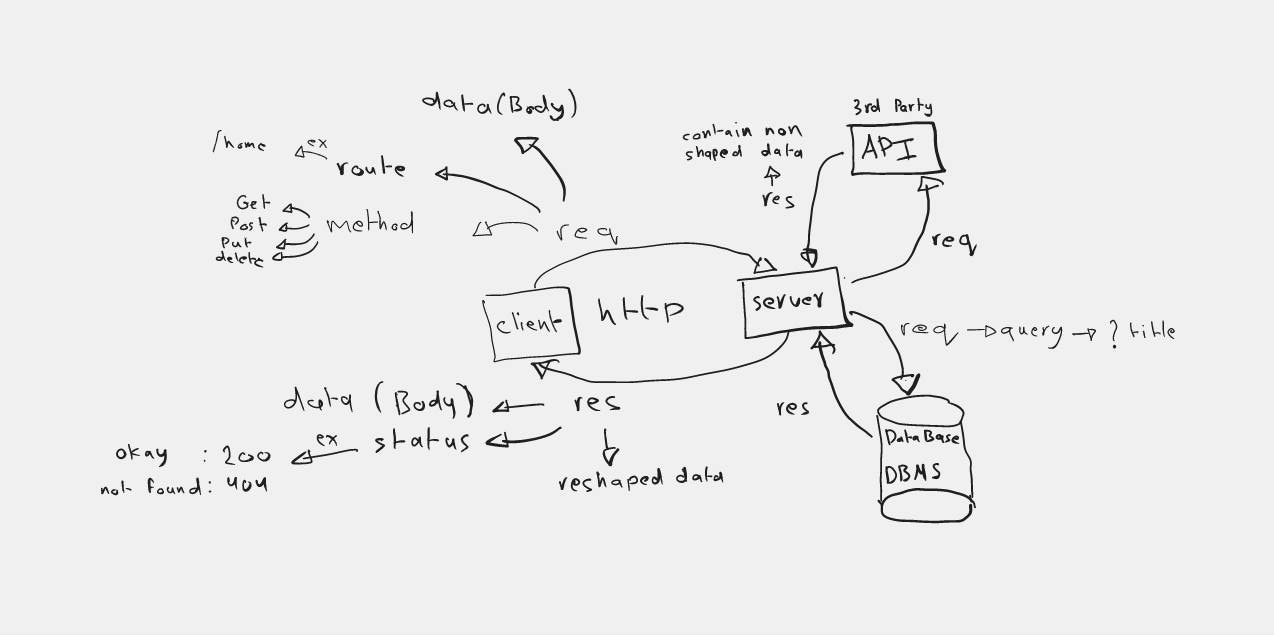 data (Body)
/home
ex
route
Get
Post
Put
delete
method
req
contain non
shaped data
res
3rd Party
API
req
client
http
server
req → query → ? title
res
DataBase
DBMS
data (Body)
res
status
ex
okay : 200
not found: 404
reshaped data